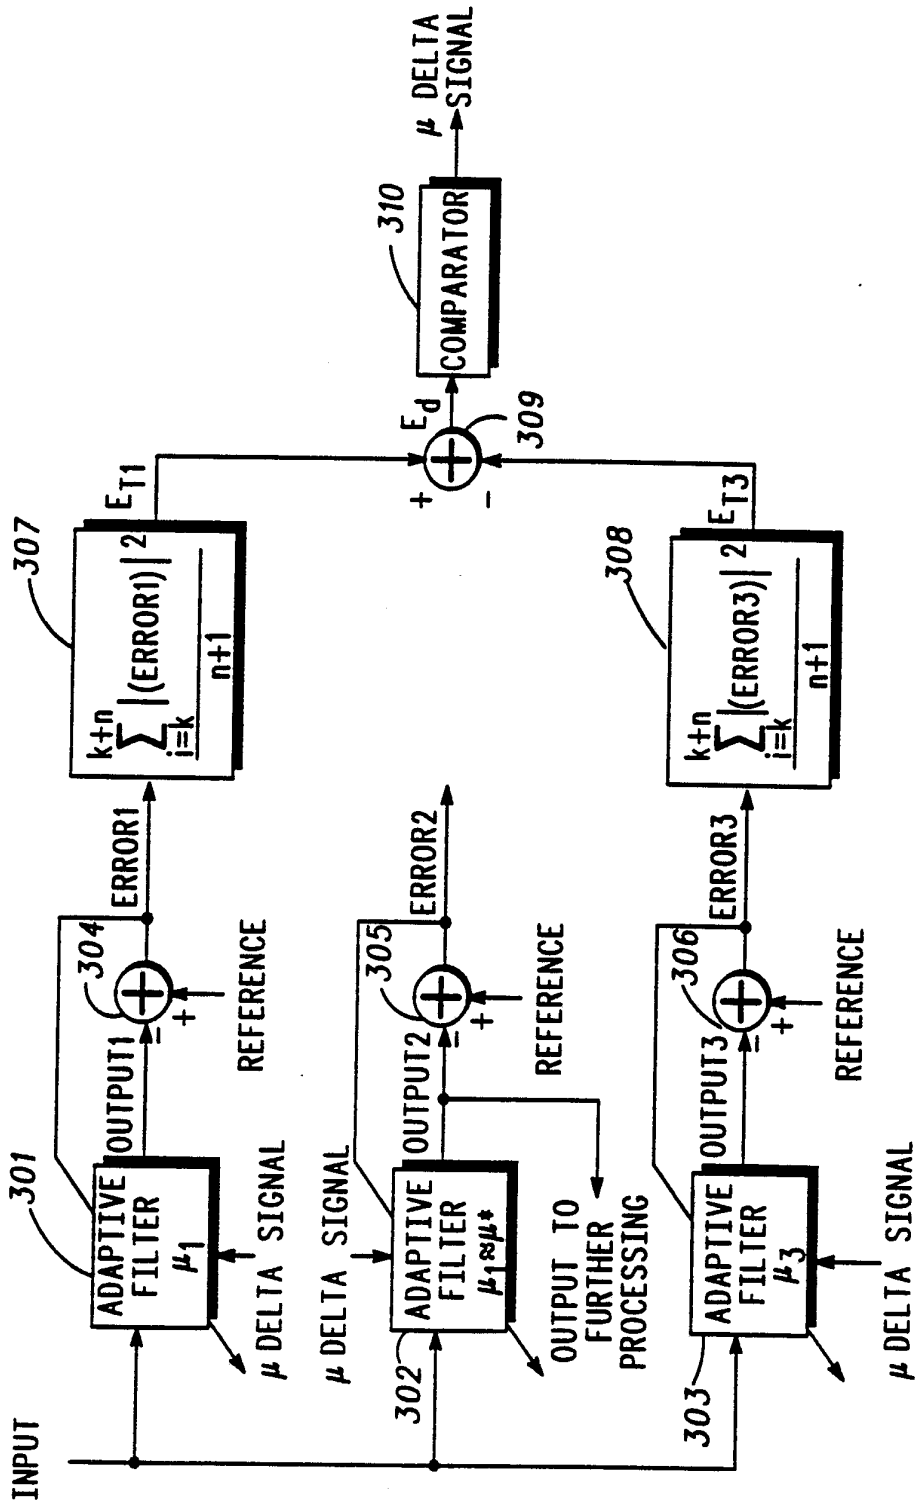 INPUT
301
ADAPTIVE
FILTER
μ1
μ DELTA SIGNAL
OUTPUT1
304
−
+
REFERENCE
ERROR1
307
k+n
∑ |(ERROR1)|2
i=k
n+1
ET1
302
ADAPTIVE
FILTER
μ1≈μ*
μ DELTA SIGNAL
OUTPUT2
OUTPUT TO
FURTHER
PROCESSING
305
−
+
REFERENCE
ERROR2
303
ADAPTIVE
FILTER
μ3
μ DELTA SIGNAL
OUTPUT3
306
−
+
REFERENCE
ERROR3
308
k+n
∑ |(ERROR3)|2
i=k
n+1
ET3
+
−
309
Ed
310
COMPARATOR
μ DELTA
SIGNAL